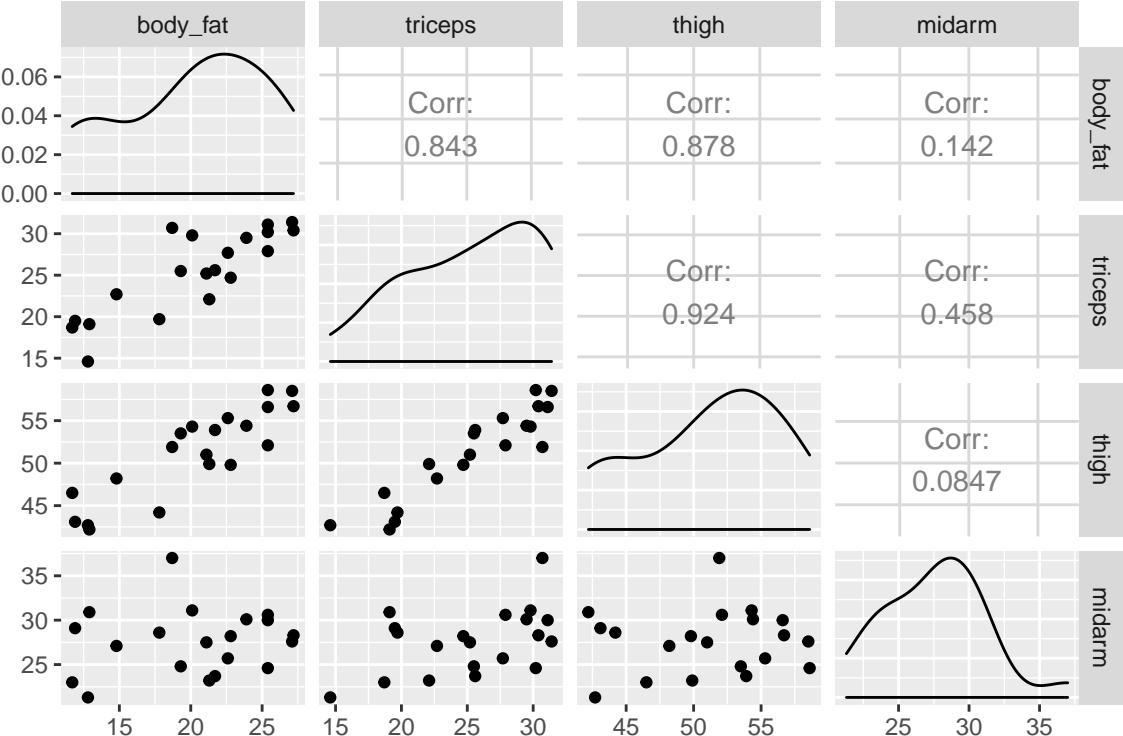 body_fat triceps thigh midarm
0.06
0.04
0.02
0.00
Corr:
0.843
Corr:
0.878
Corr:
0.142
body_fat
30
25
20
15
Corr:
0.924
Corr:
0.458
triceps
55
50
45
Corr:
0.0847
thigh
35
30
25
midarm
15 20 25 15 20 25 30 45 50 55 25 30 35